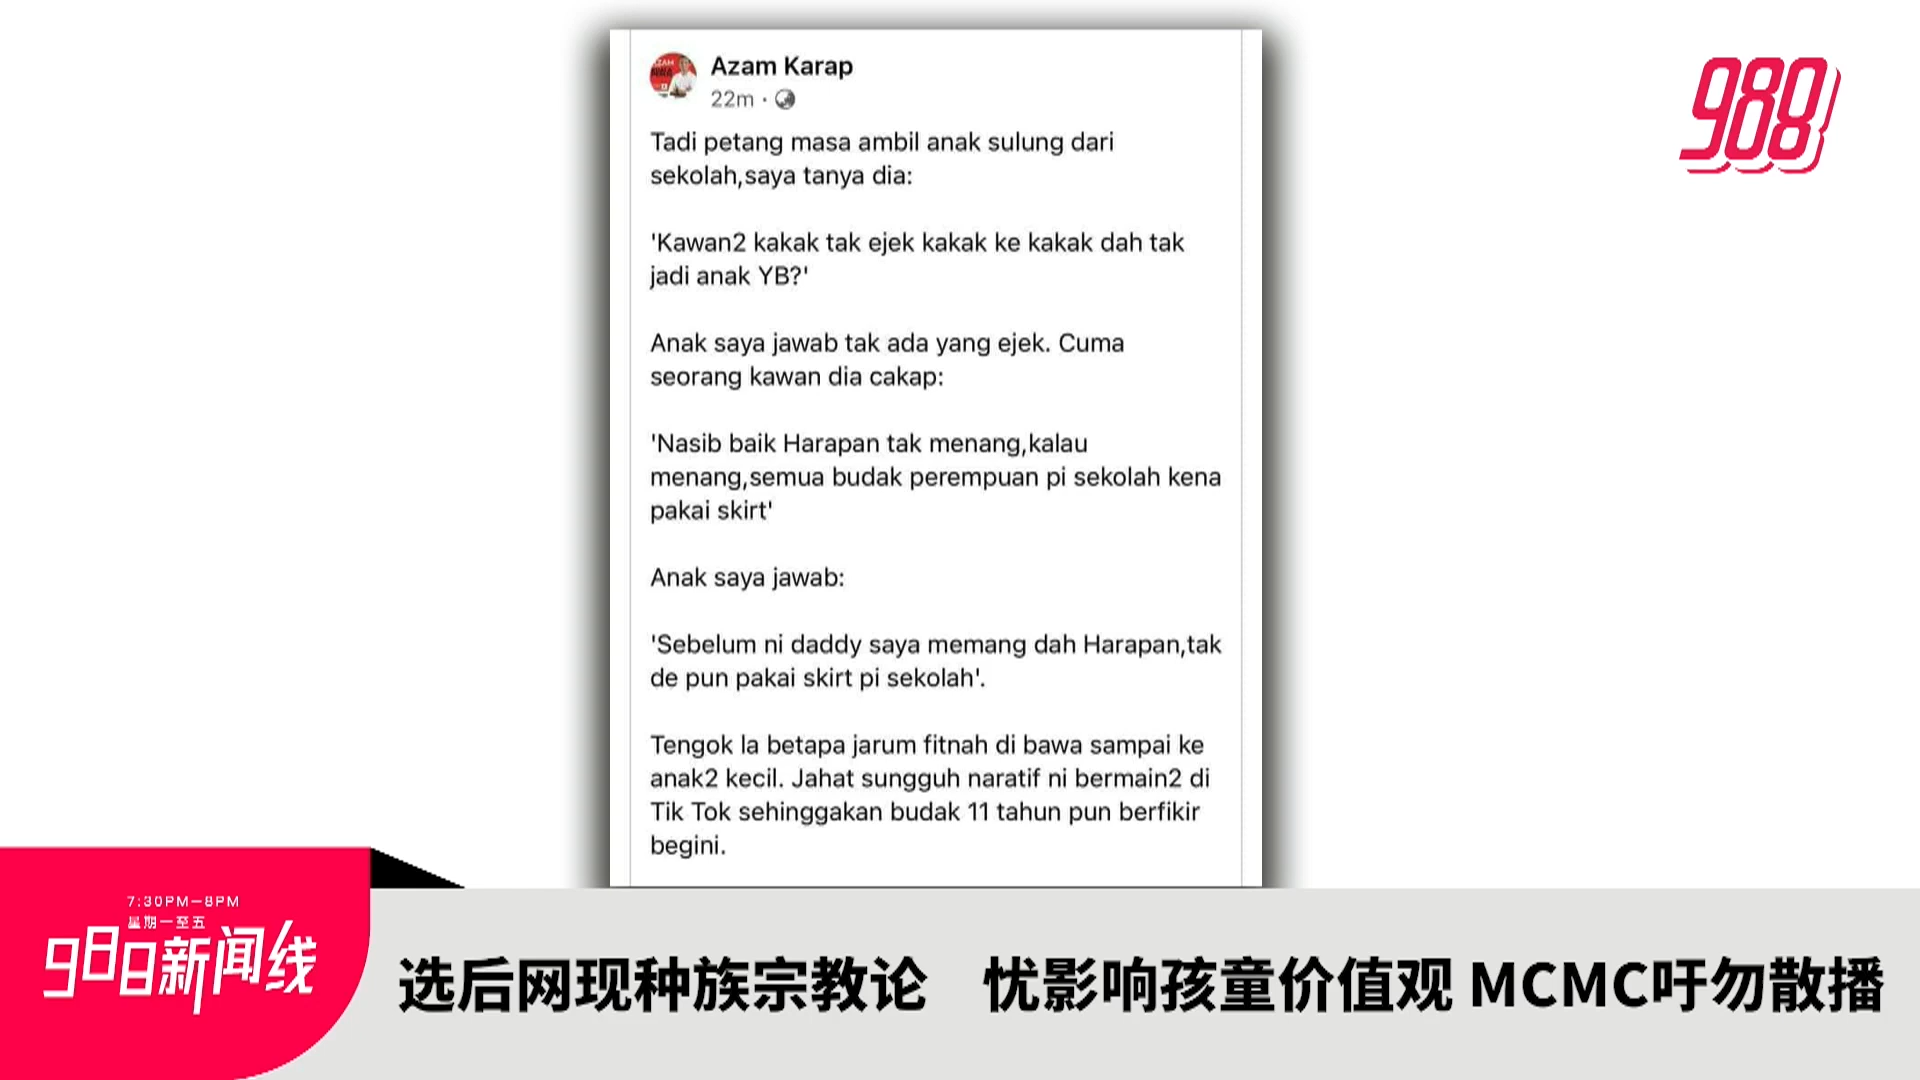 988
Azam Karap
22m ·
Tadi petang masa ambil anak sulung dari
sekolah,saya tanya dia:
'Kawan2 kakak tak ejek kakak ke kakak dah tak
jadi anak YB?'
Anak saya jawab tak ada yang ejek. Cuma
seorang kawan dia cakap:
'Nasib baik Harapan tak menang,kalau
menang,semua budak perempuan pi sekolah kena
pakai skirt'
Anak saya jawab:
'Sebelum ni daddy saya memang dah Harapan,tak
de pun pakai skirt pi sekolah'.
Tengok la betapa jarum fitnah di bawa sampai ke
anak2 kecil. Jahat sungguh naratif ni bermain2 di
Tik Tok sehinggakan budak 11 tahun pun berfikir
begini.
7:30PM—8PM
星期一至五
988新闻线
选后网现种族宗教论 忧影响孩童价值观 MCMC吁勿散播